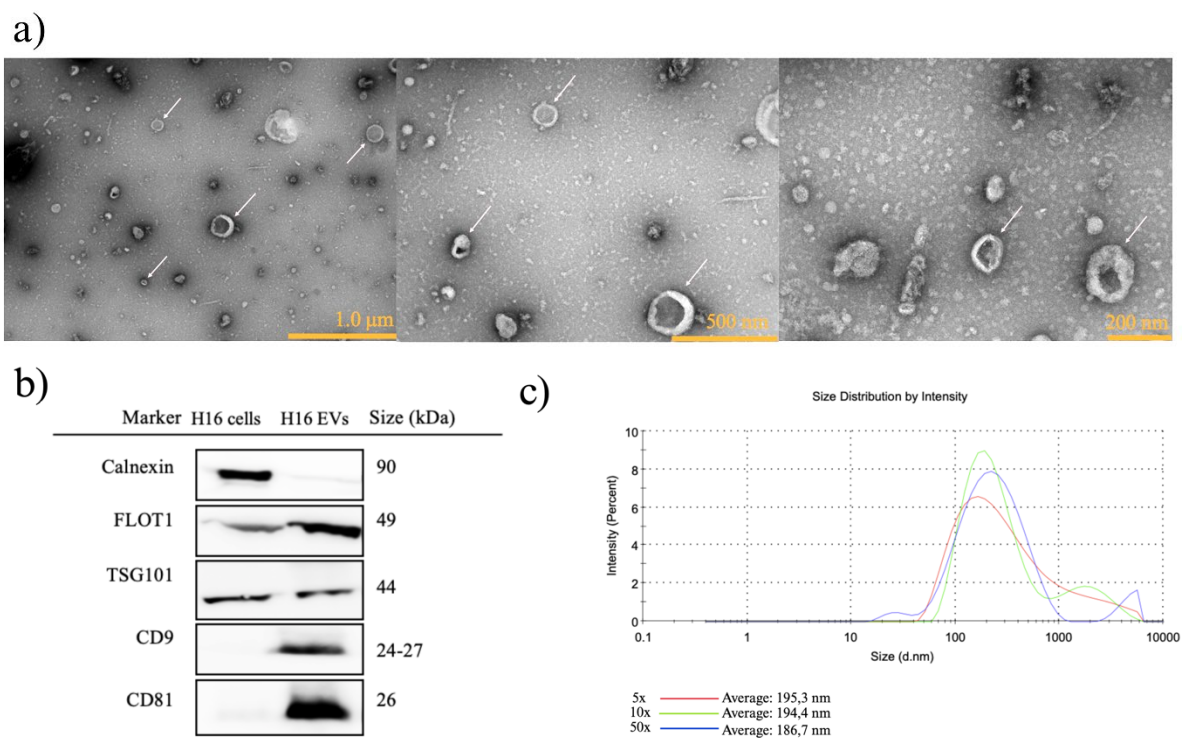 a)
1.0 µm
500 nm
200 nm
b)
Marker H16 cells H16 EVs Size (kDa)
Calnexin 90
FLOT1 49
TSG101 44
CD9 24-27
CD81 26
c)
Size Distribution by Intensity
Intensity (Percent)
10
8
6
4
2
0
0.1 1 10 100 1000 10000
Size (d.nm)
5x Average: 195,3 nm
10x Average: 194,4 nm
50x Average: 186,7 nm